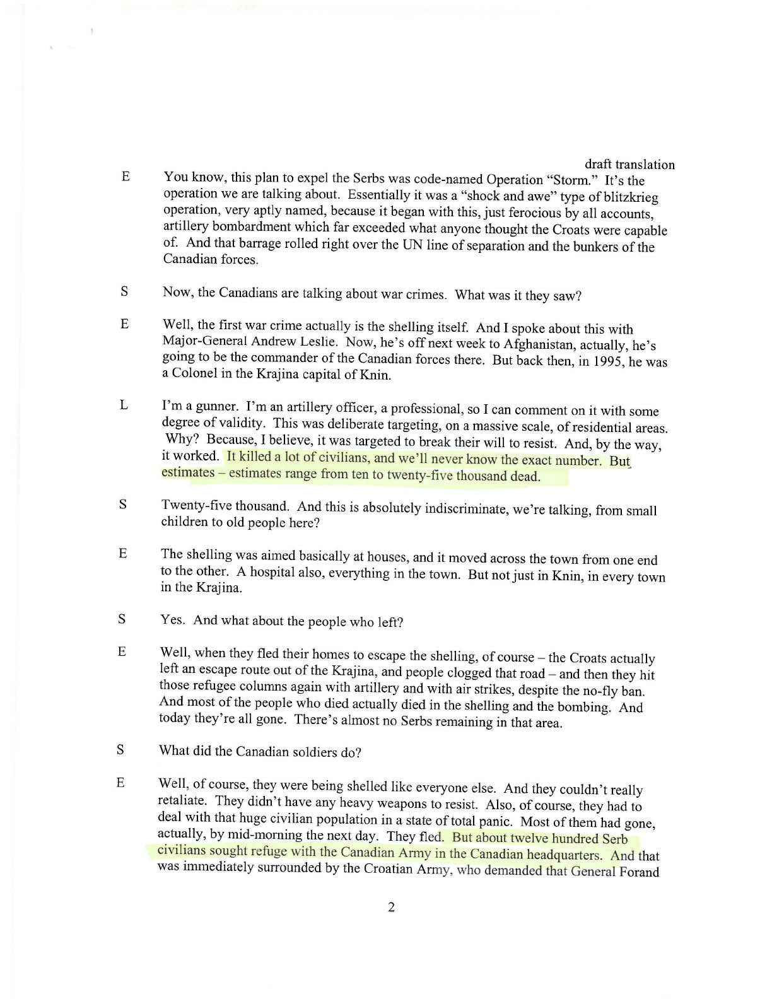 draft translation
E You know, this plan to expel the Serbs was code-named Operation “Storm.” It’s the
operation we are talking about. Essentially it was a “shock and awe” type of blitzkrieg
operation, very aptly named, because it began with this, just ferocious by all accounts,
artillery bombardment which far exceeded what anyone thought the Croats were capable
of. And that barrage rolled right over the UN line of separation and the bunkers of the
Canadian forces.
S Now, the Canadians are talking about war crimes. What was it they saw?
E Well, the first war crime actually is the shelling itself. And I spoke about this with
Major-General Andrew Leslie. Now, he’s off next week to Afghanistan, actually, he’s
going to be the commander of the Canadian forces there. But back then, in 1995, he was
a Colonel in the Krajina capital of Knin.
L I’m a gunner. I’m an artillery officer, a professional, so I can comment on it with some
degree of validity. This was deliberate targeting, on a massive scale, of residential areas.
Why? Because, I believe, it was targeted to break their will to resist. And, by the way,
it worked. It killed a lot of civilians, and we’ll never know the exact number. But
estimates – estimates range from ten to twenty-five thousand dead.
S Twenty-five thousand. And this is absolutely indiscriminate, we’re talking, from small
children to old people here?
E The shelling was aimed basically at houses, and it moved across the town from one end
to the other. A hospital also, everything in the town. But not just in Knin, in every town
in the Krajina.
S Yes. And what about the people who left?
E Well, when they fled their homes to escape the shelling, of course – the Croats actually
left an escape route out of the Krajina, and people clogged that road – and then they hit
those refugee columns again with artillery and with air strikes, despite the no-fly ban.
And most of the people who died actually died in the shelling and the bombing. And
today they’re all gone. There’s almost no Serbs remaining in that area.
S What did the Canadian soldiers do?
E Well, of course, they were being shelled like everyone else. And they couldn’t really
retaliate. They didn’t have any heavy weapons to resist. Also, of course, they had to
deal with that huge civilian population in a state of total panic. Most of them had gone,
actually, by mid-morning the next day. They fled. But about twelve hundred Serb
civilians sought refuge with the Canadian Army in the Canadian headquarters. And that
was immediately surrounded by the Croatian Army, who demanded that General Forand
2